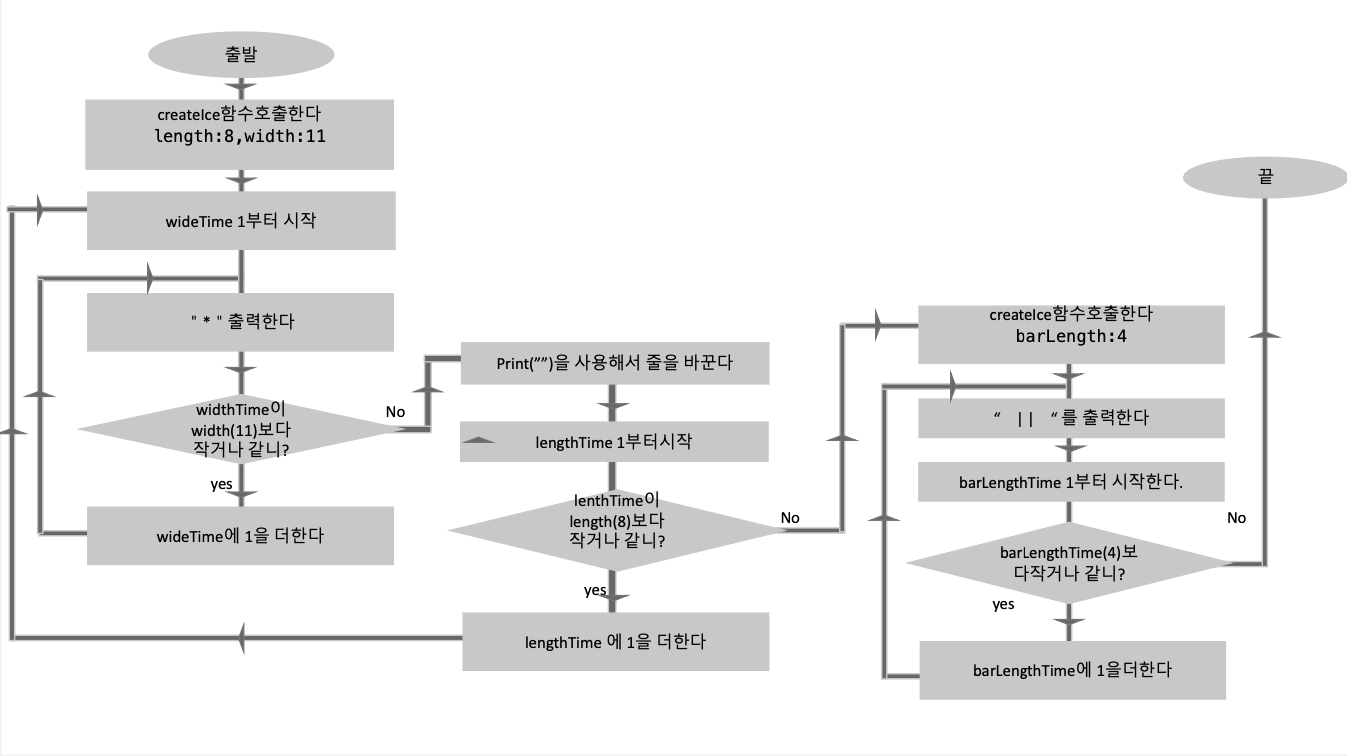 출발
createIce함수호출한다
length:8,width:11
wideTime 1부터 시작
" * " 출력한다
widthTime이
width(11)보다
작거나 같니?
No
yes
wideTime에 1을 더한다
Print(””)을 사용해서 줄을 바꾼다
lengthTime 1부터시작
lenthTime이
length(8)보다
작거나 같니?
No
yes
lengthTime 에 1을 더한다
createIce함수호출한다
barLength:4
“ || “를 출력한다
barLengthTime 1부터 시작한다.
barLengthTime(4)보
다작거나 같니?
No
yes
barLengthTime에 1을더한다
끝